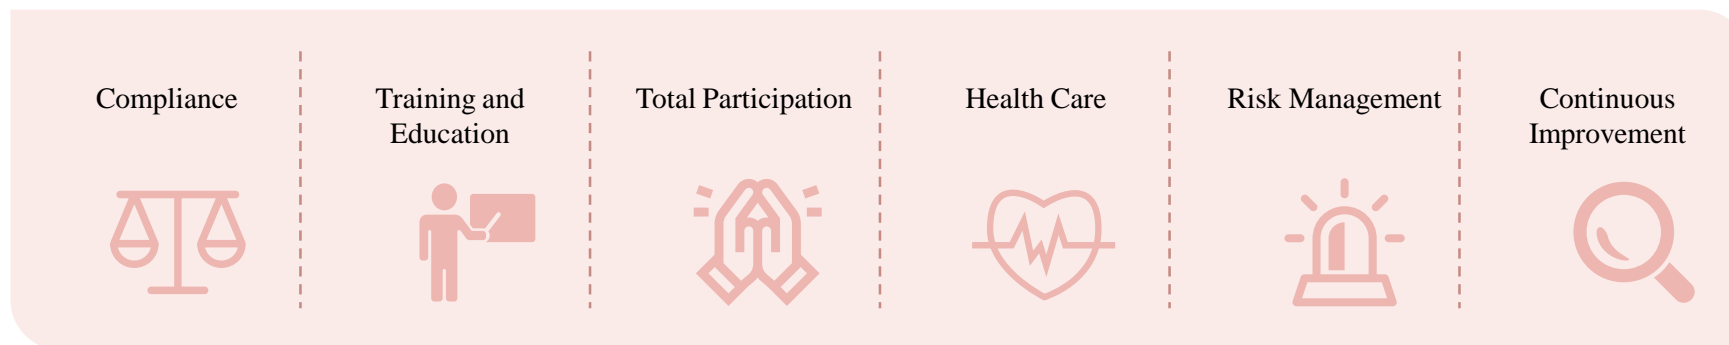 Compliance
Training and
Education
Total Participation
Health Care
Risk Management
Continuous
Improvement